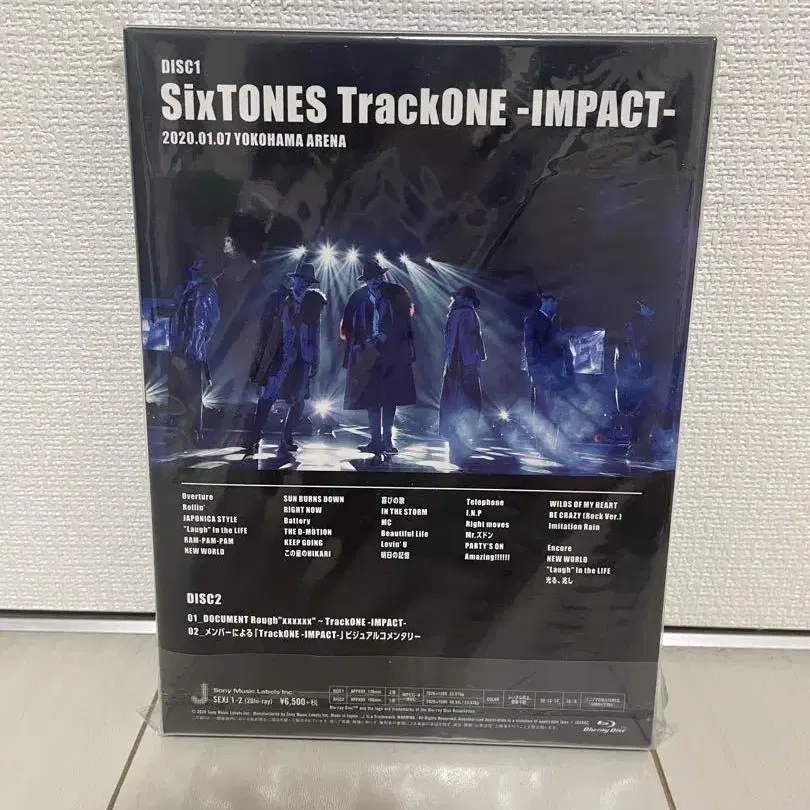 DISC1
SixTONES TrackONE -IMPACT-
2020.01.07 YOKOHAMA ARENA
Overture
Rollin'
JAPONICA STYLE
"Laugh" In the LIFE
RAM-PAM-PAM
NEW WORLD
SUN BURNS DOWN
RIGHT NOW
Battery
THE D-MOTION
KEEP GOING
この星のHIKARI
喜びの歌
IN THE STORM
MC
Beautiful Life
Lovin' U
明日の記憶
Telephone
I.N.P
Right moves
Mr.ズドン
PARTY'S ON
Amazing!!!!!!
WILDS OF MY HEART
BE CRAZY (Rock Ver.)
Imitation Rain
Encore
NEW WORLD
"Laugh" In the LIFE
光る、兆し
DISC2
01_DOCUMENT Rough"xxxxxx" ~ TrackONE -IMPACT-
02_メンバーによる「TrackONE -IMPACT-」ビジュアルコメンタリー
J Sony Music Labels Inc.
SEXJ 1-2 (2Blu-ray) ¥6,500+税
DISC1
DISC2
MPEG-4
COLOR
Blu-ray Disc